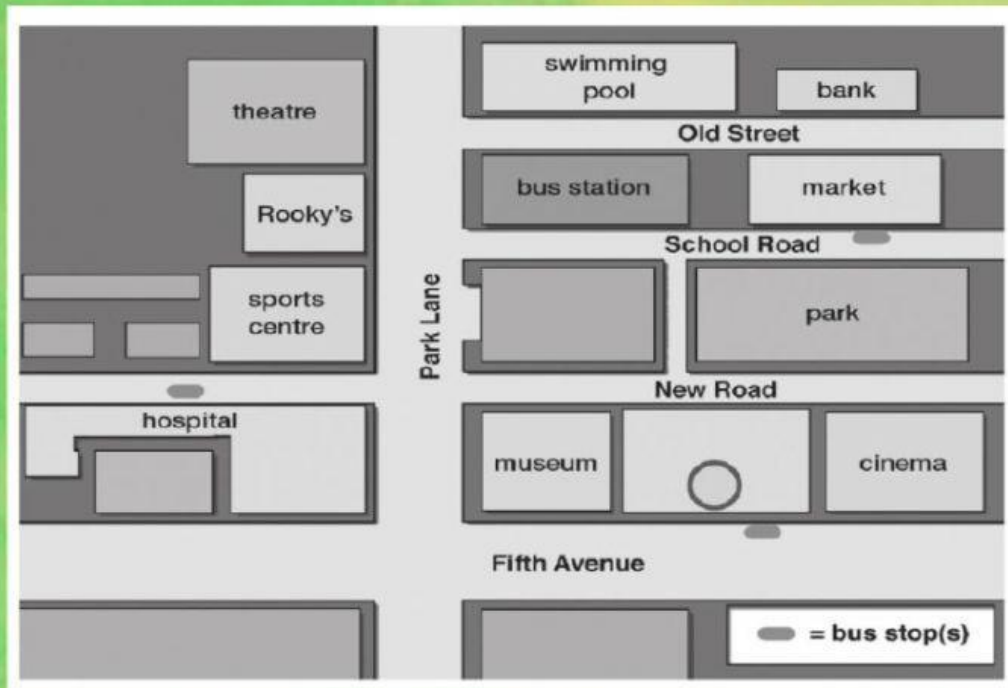 swimming
pool
bank
theatre
Old Street
bus station
market
Rooky's
School Road
sports
centre
park
Park Lane
New Road
hospital
museum
cinema
Fifth Avenue
= bus stop(s)